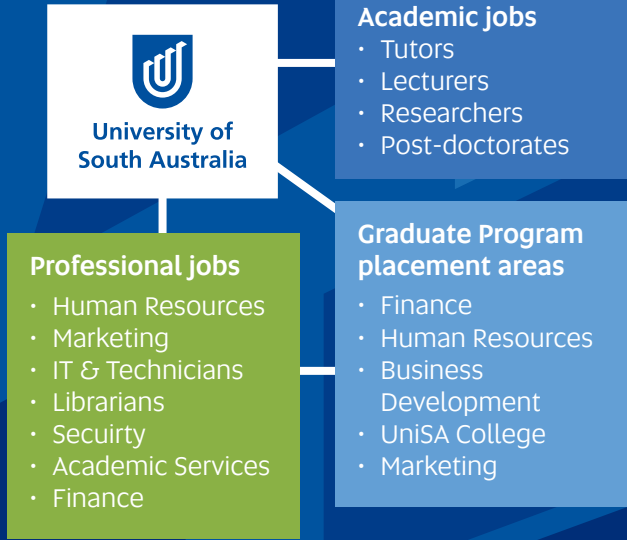 University of
South Australia
Academic jobs
· Tutors
· Lecturers
· Researchers
· Post-doctorates
Professional jobs
· Human Resources
· Marketing
· IT & Technicians
· Librarians
· Secuirty
· Academic Services
· Finance
Graduate Program
placement areas
· Finance
· Human Resources
· Business
Development
· UniSA College
· Marketing